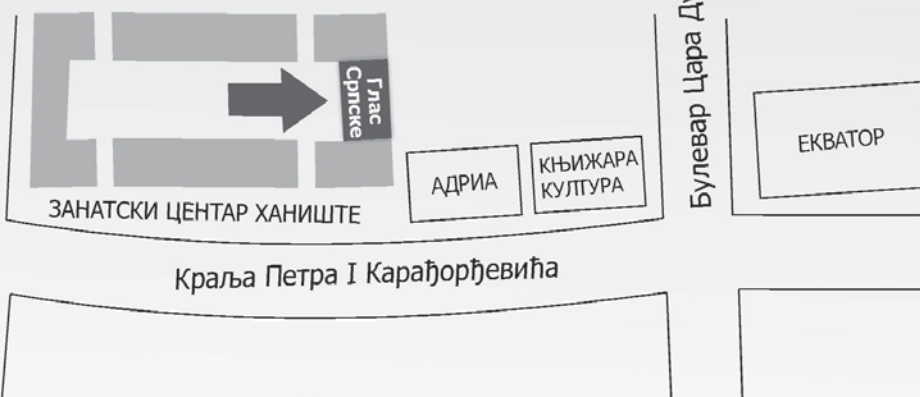 Глас
Српске
Булевар Цара
ЕКВАТОР
АДРИА
КЊИЖАРА
КУЛТУРА
ЗАНАТСКИ ЦЕНТАР ХАНИШТЕ
Краља Петра I Карађорђевића